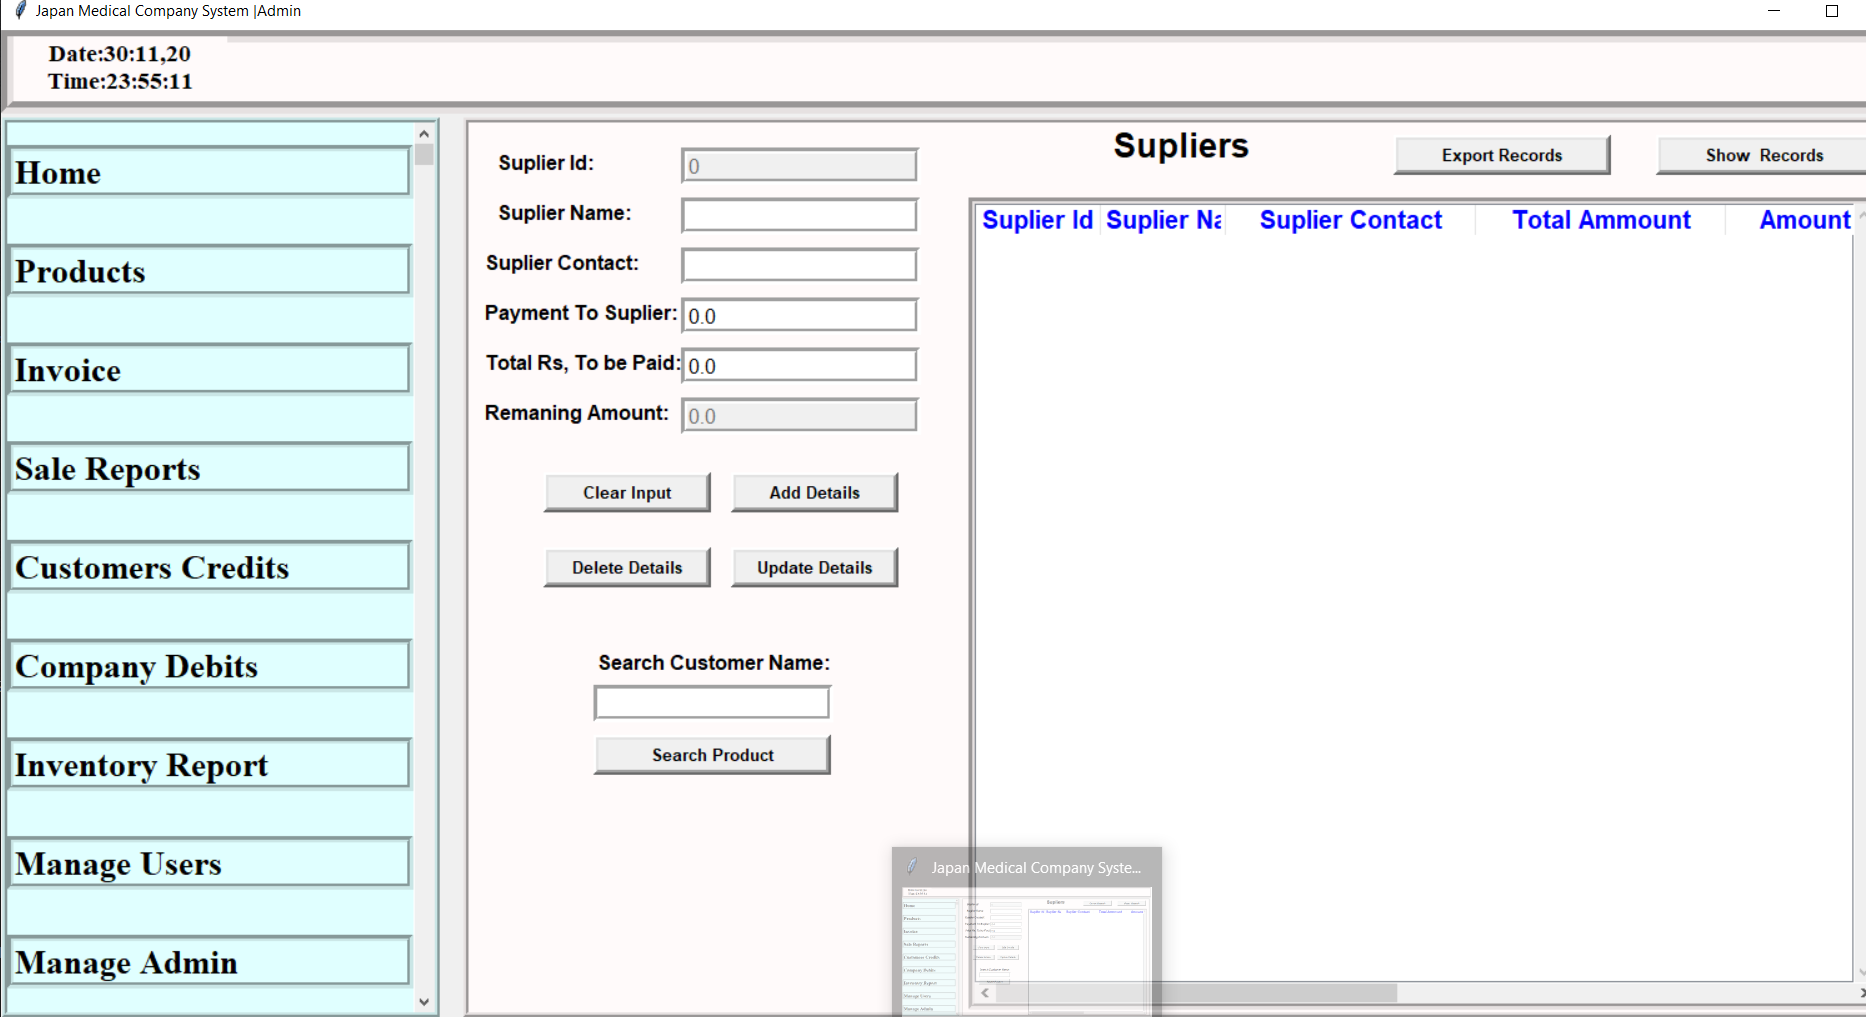 Japan Medical Company System |Admin
Date:30:11,20
Time:23:55:11
Home
Products
Invoice
Sale Reports
Customers Credits
Company Debits
Inventory Report
Manage Users
Manage Admin
Suplier Id:
0
Suplier Name:
Suplier Contact:
Payment To Suplier:
0.0
Total Rs, To be Paid:
0.0
Remaning Amount:
0.0
Clear Input
Add Details
Delete Details
Update Details
Search Customer Name:
Search Product
Supliers
Export Records
Show  Records
Suplier Id
Suplier Na
Suplier Contact
Total Ammount
Amount
Japan Medical Company Syste...